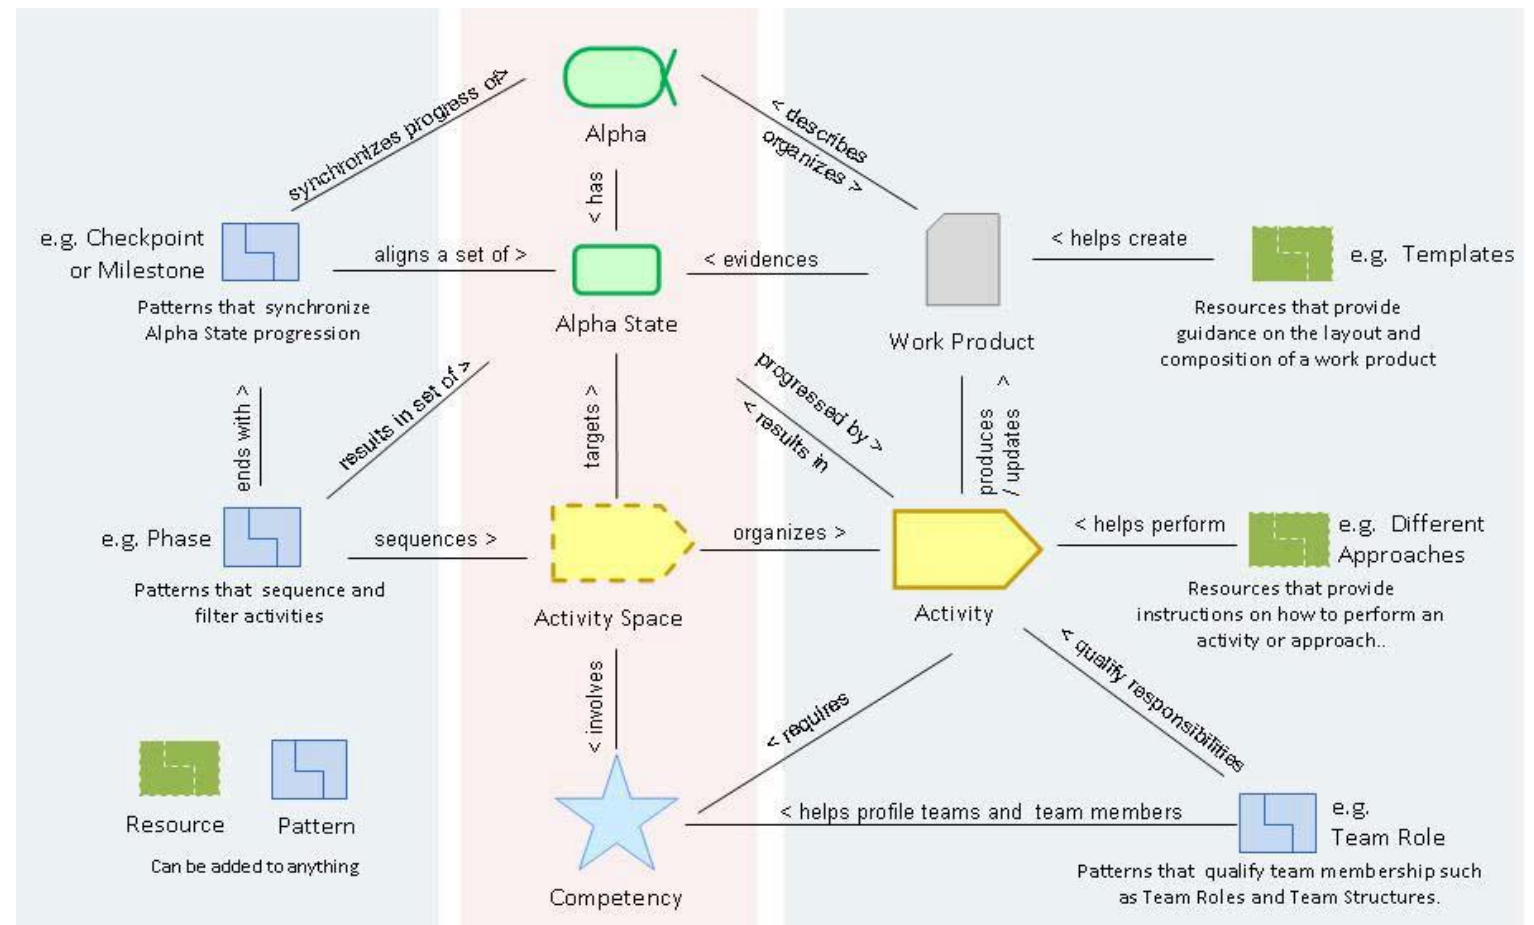 synchronizes progress of>
Alpha
< describes
organizes >
< has
e.g. Checkpoint
or Milestone
aligns a set of >
< evidences
< helps create
e.g. Templates
Patterns that synchronize
Alpha State progression
Alpha State
Work Product
Resources that provide
guidance on the layout and
composition of a work product
ends with >
results in set of >
targets >
progressed by >
< results in
produces
/ updates >
e.g. Phase
sequences >
organizes >
< helps perform
e.g. Different
Approaches
Patterns that sequence and
filter activities
Activity Space
Activity
Resources that provide
instructions on how to perform an
activity or approach..
< involves
< requires
< qualify responsibilities
Resource
Pattern
Can be added to anything
< helps profile teams and team members
e.g.
Team Role
Competency
Patterns that qualify team membership such
as Team Roles and Team Structures.